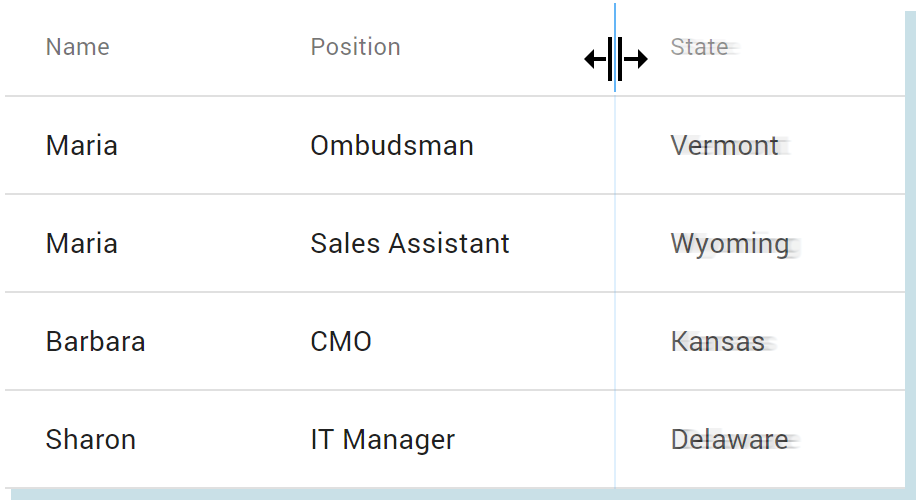 Name Position State
Maria Ombudsman Vermont
Maria Sales Assistant Wyoming
Barbara CMO Kansas
Sharon IT Manager Delaware